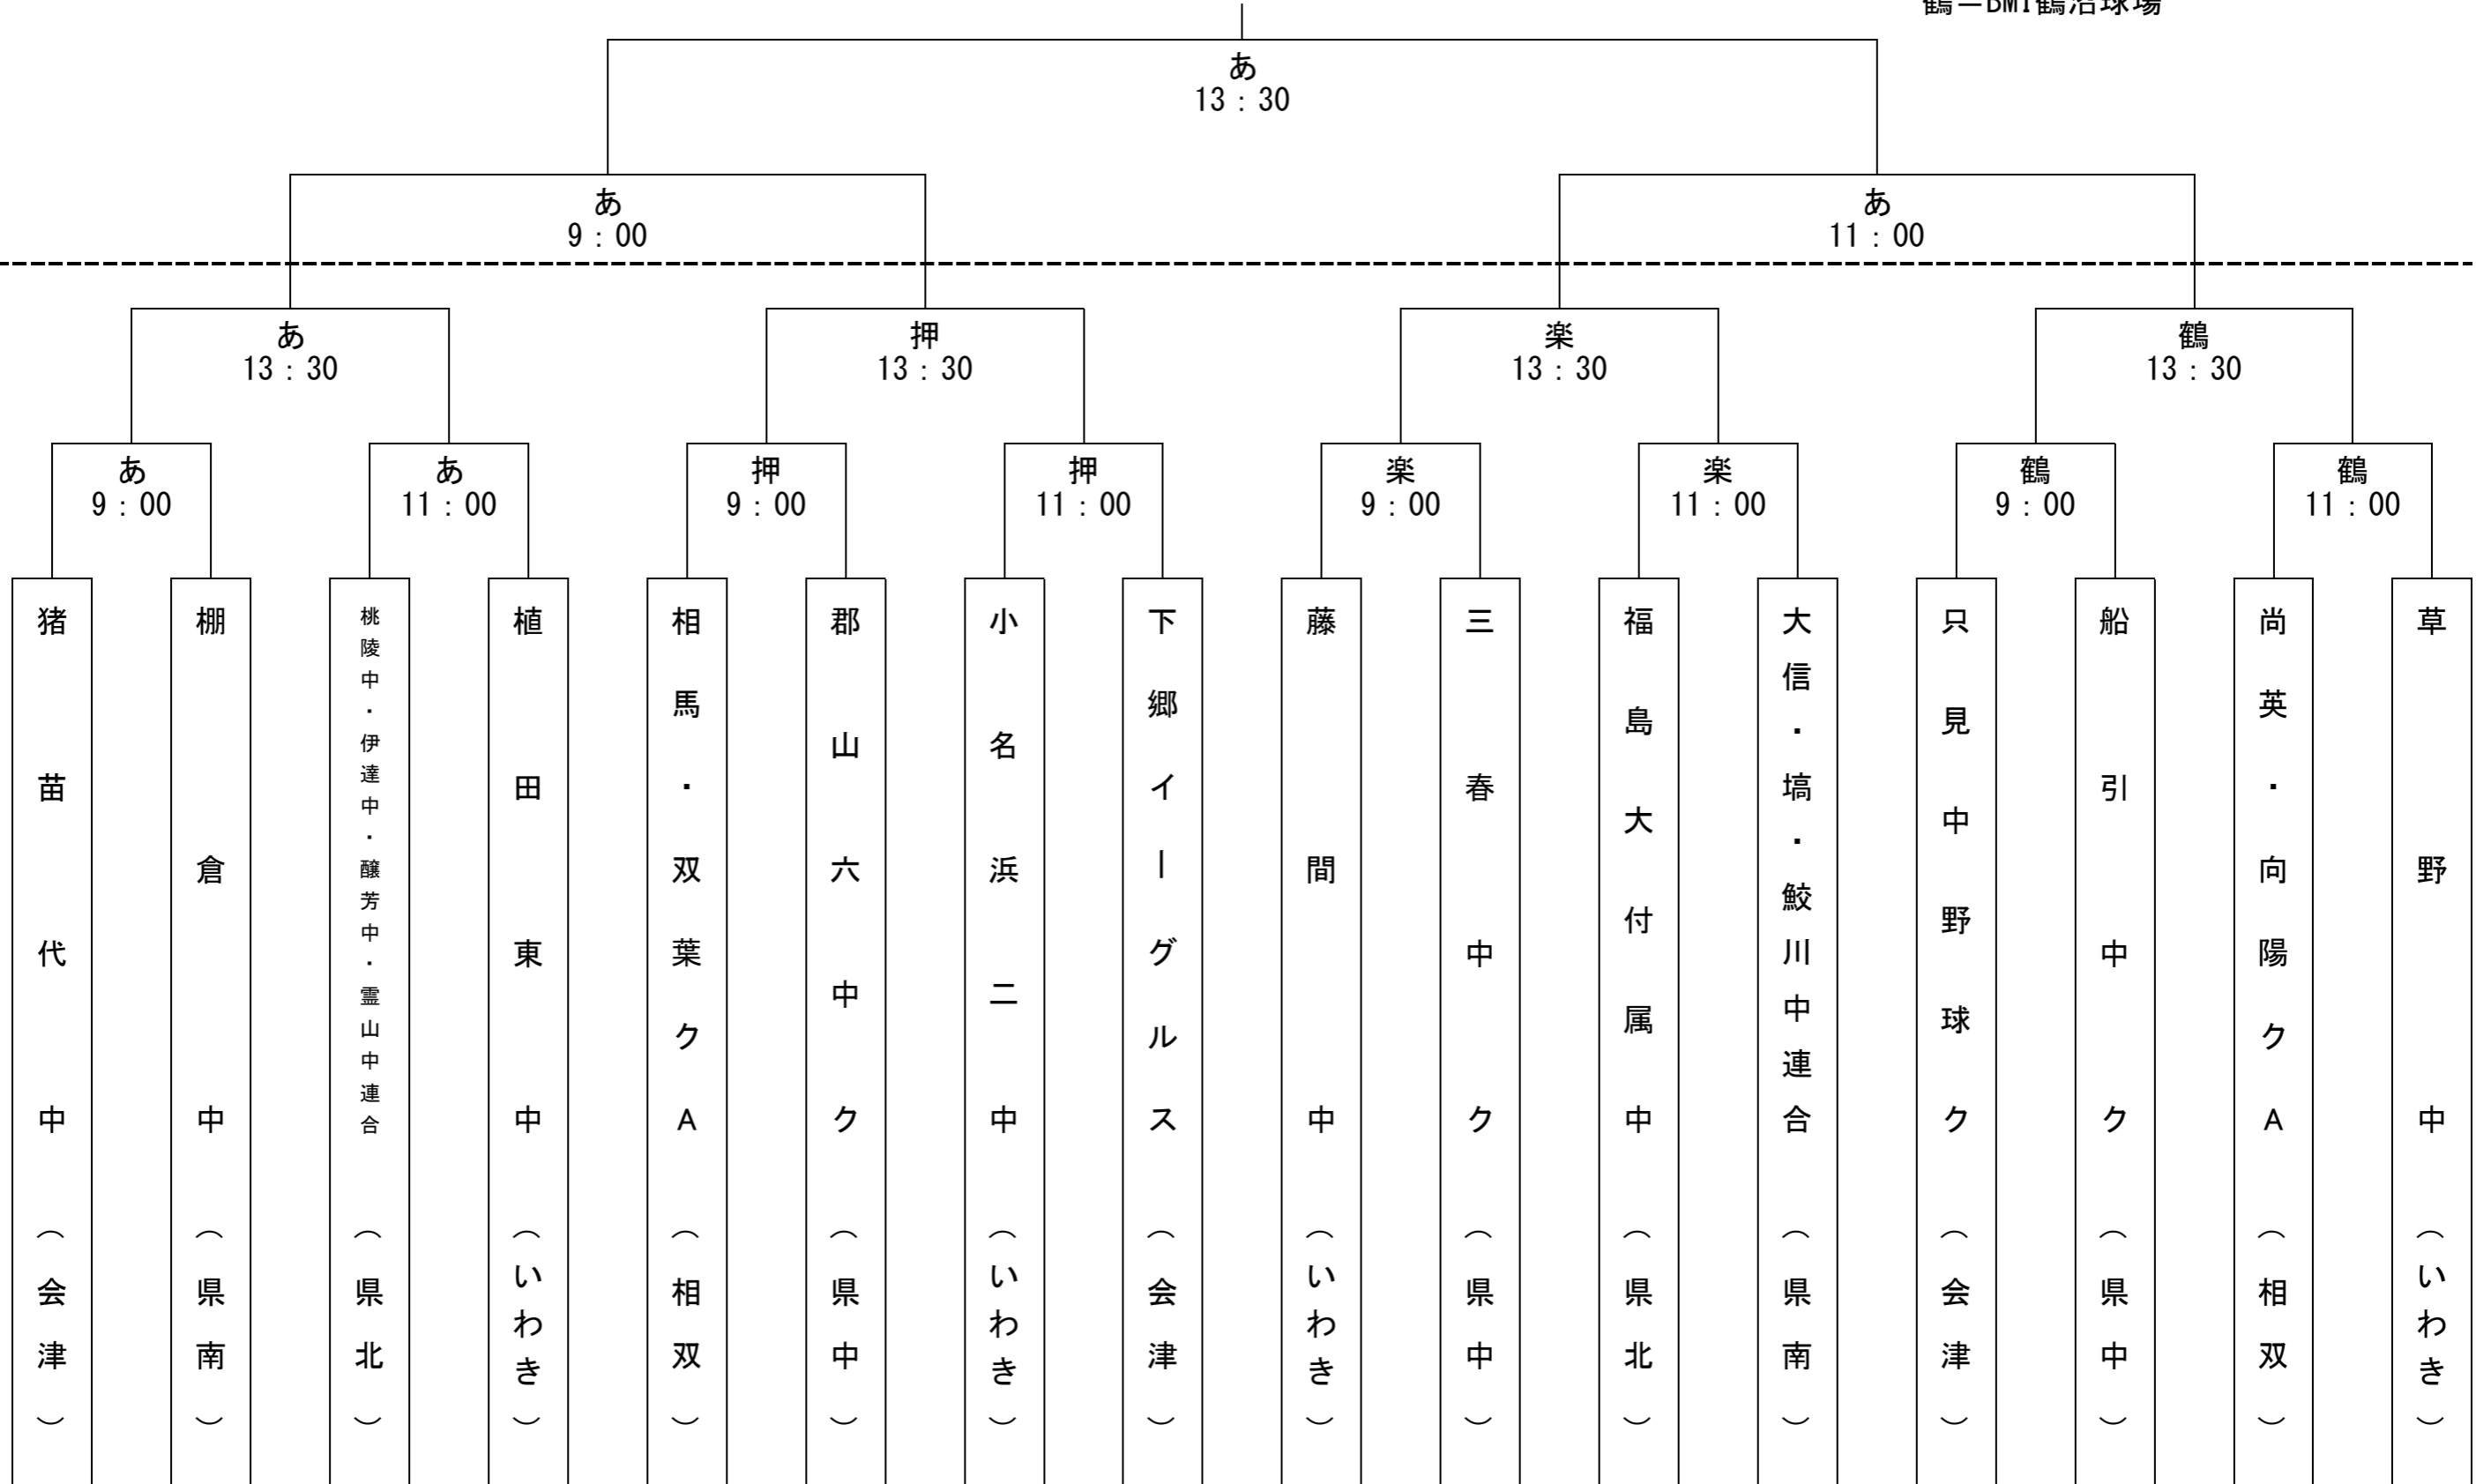 鶴＝BMI鶴沼球場
あ
13：30
あ
9：00
あ
11：00
あ
13：30
押
13：30
楽
13：30
鶴
13：30
あ
9：00
あ
11：00
押
9：00
押
11：00
楽
9：00
楽
11：00
鶴
9：00
鶴
11：00
猪苗代中（会津）
棚倉中（県南）
桃陵中・伊達中・醸芳中・霊山中連合（県北）
植田東中（いわき）
相馬・双葉クA（相双）
郡山六中ク（県中）
小名浜二中（いわき）
下郷イーグルス（会津）
藤間中（いわき）
三春中ク（県中）
福島大付属中（県北）
大信・塙・鮫川中連合（県南）
只見中野球ク（会津）
船引中ク（県中）
尚英・向陽クA（相双）
草野中（いわき）